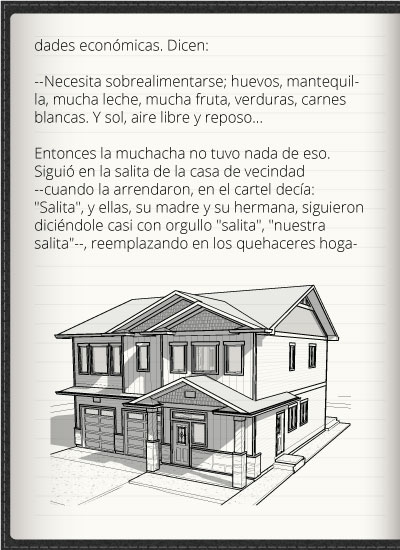 dades económicas. Dicen:
--Necesita sobrealimentarse; huevos, mantequil-
la, mucha leche, mucha fruta, verduras, carnes
blancas. Y sol, aire libre y reposo...
Entonces la muchacha no tuvo nada de eso.
Siguió en la salita de la casa de vecindad
--cuando la arrendaron, en el cartel decía:
"Salita", y ellas, su madre y su hermana, siguieron
diciéndole casi con orgullo "salita", "nuestra
salita"--, reemplazando en los quehaceres hoga-